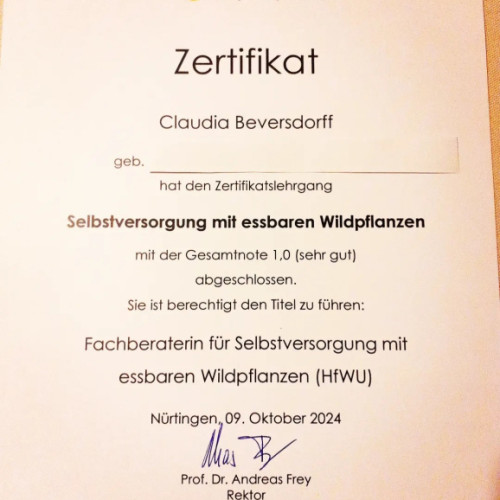 Zertifikat
Claudia Beversdorff
geb.
hat den Zertifikatslehrgang
Selbstversorgung mit essbaren Wildpflanzen
mit der Gesamtnote 1,0 (sehr gut)
abgeschlossen.
Sie ist berechtigt den Titel zu führen:
Fachberaterin für Selbstversorgung mit
essbaren Wildpflanzen (HfWU)
Nürtingen, 09. Oktober 2024
Prof. Dr. Andreas Frey
Rektor